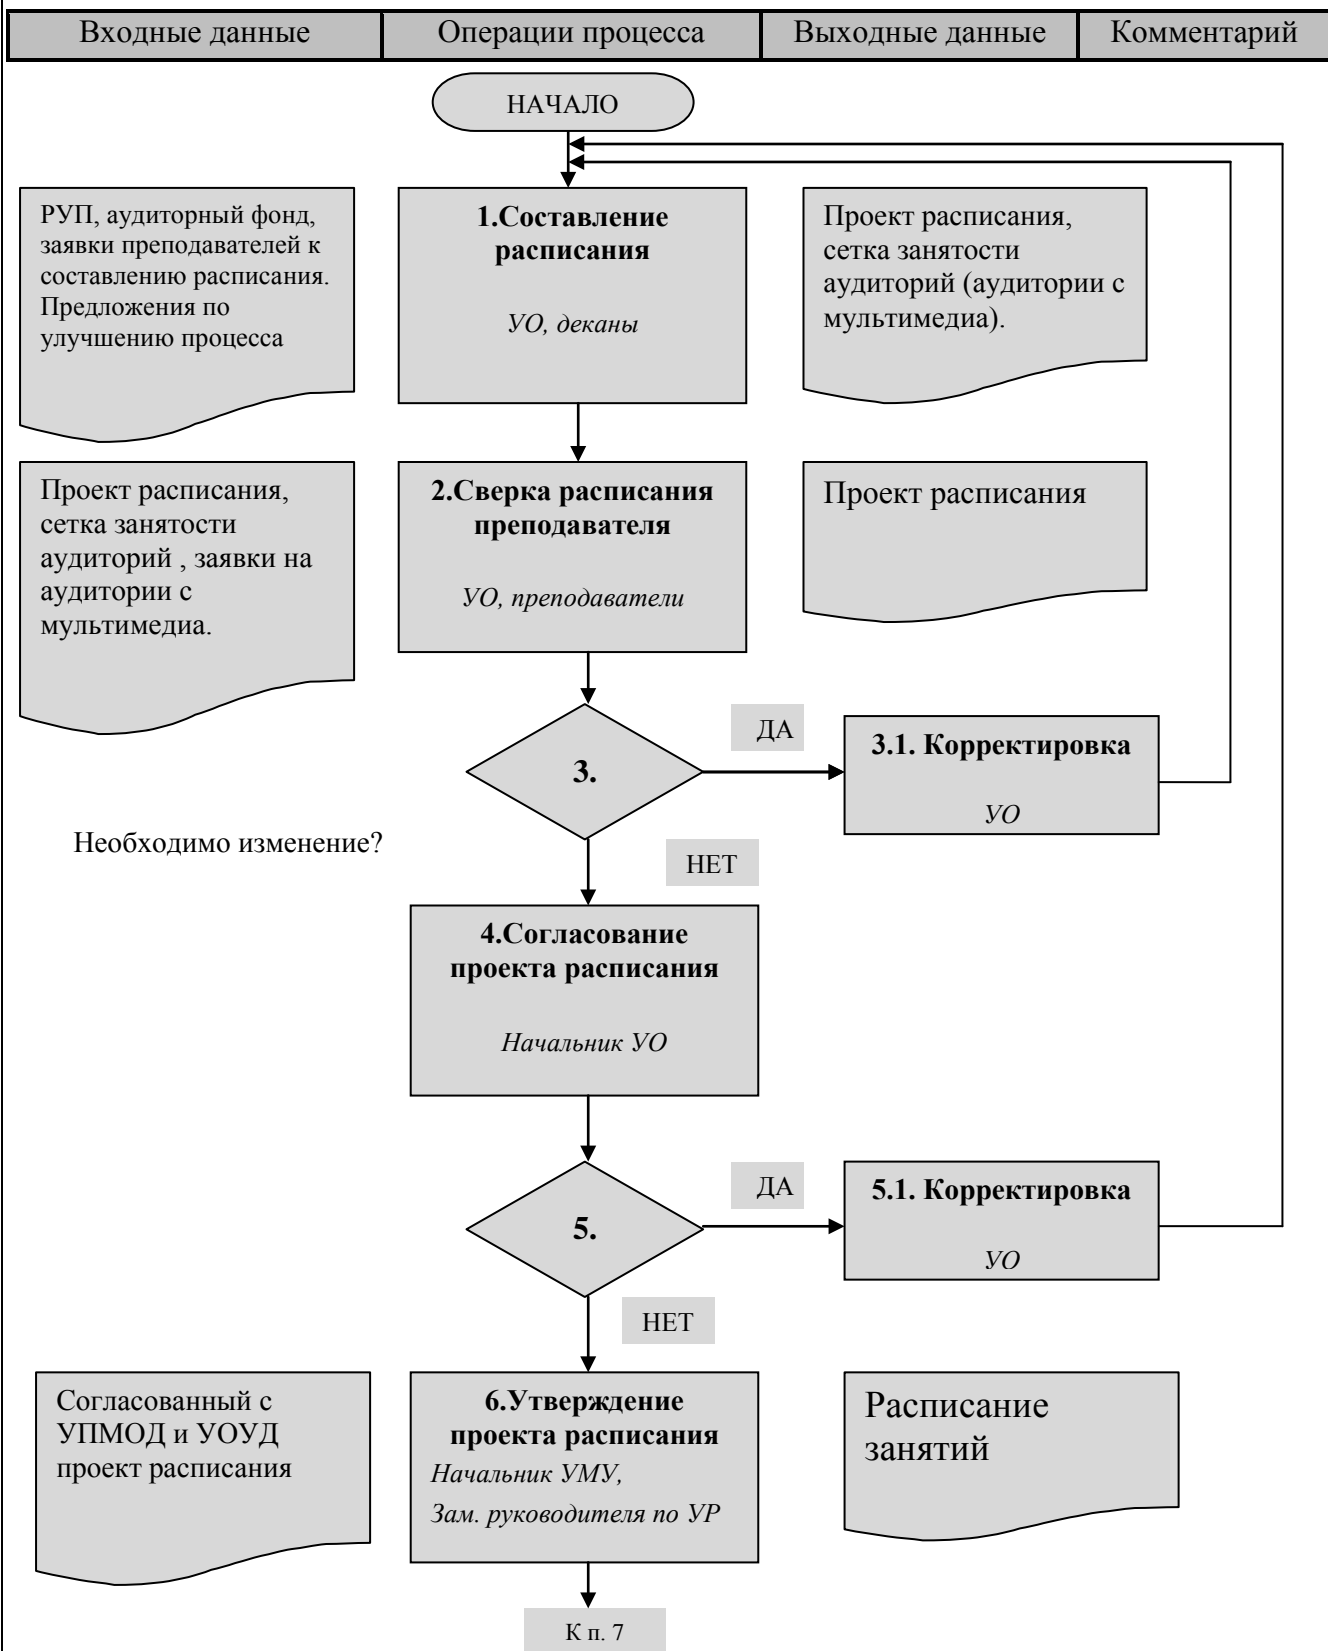 Входные данные
Операции процесса
Выходные данные
Комментарий
НАЧАЛО
РУП, аудиторный фонд,
заявки преподавателей к
составлению расписания.
Предложения по
улучшению процесса
1.Составление
расписания
УО, деканы
Проект расписания,
сетка занятости
аудиторий (аудитории с
мультимедиа).
Проект расписания,
сетка занятости
аудиторий , заявки на
аудитории с
мультимедиа.
2.Сверка расписания
преподавателя
УО, преподаватели
Проект расписания
3.
ДА
3.1. Корректировка
УО
Необходимо изменение?
НЕТ
4.Согласование
проекта расписания
Начальник УО
5.
ДА
5.1. Корректировка
УО
НЕТ
Согласованный с
УПМОД и УОУД
проект расписания
6.Утверждение
проекта расписания
Начальник УМУ,
Зам. руководителя по УР
Расписание
занятий
К п. 7